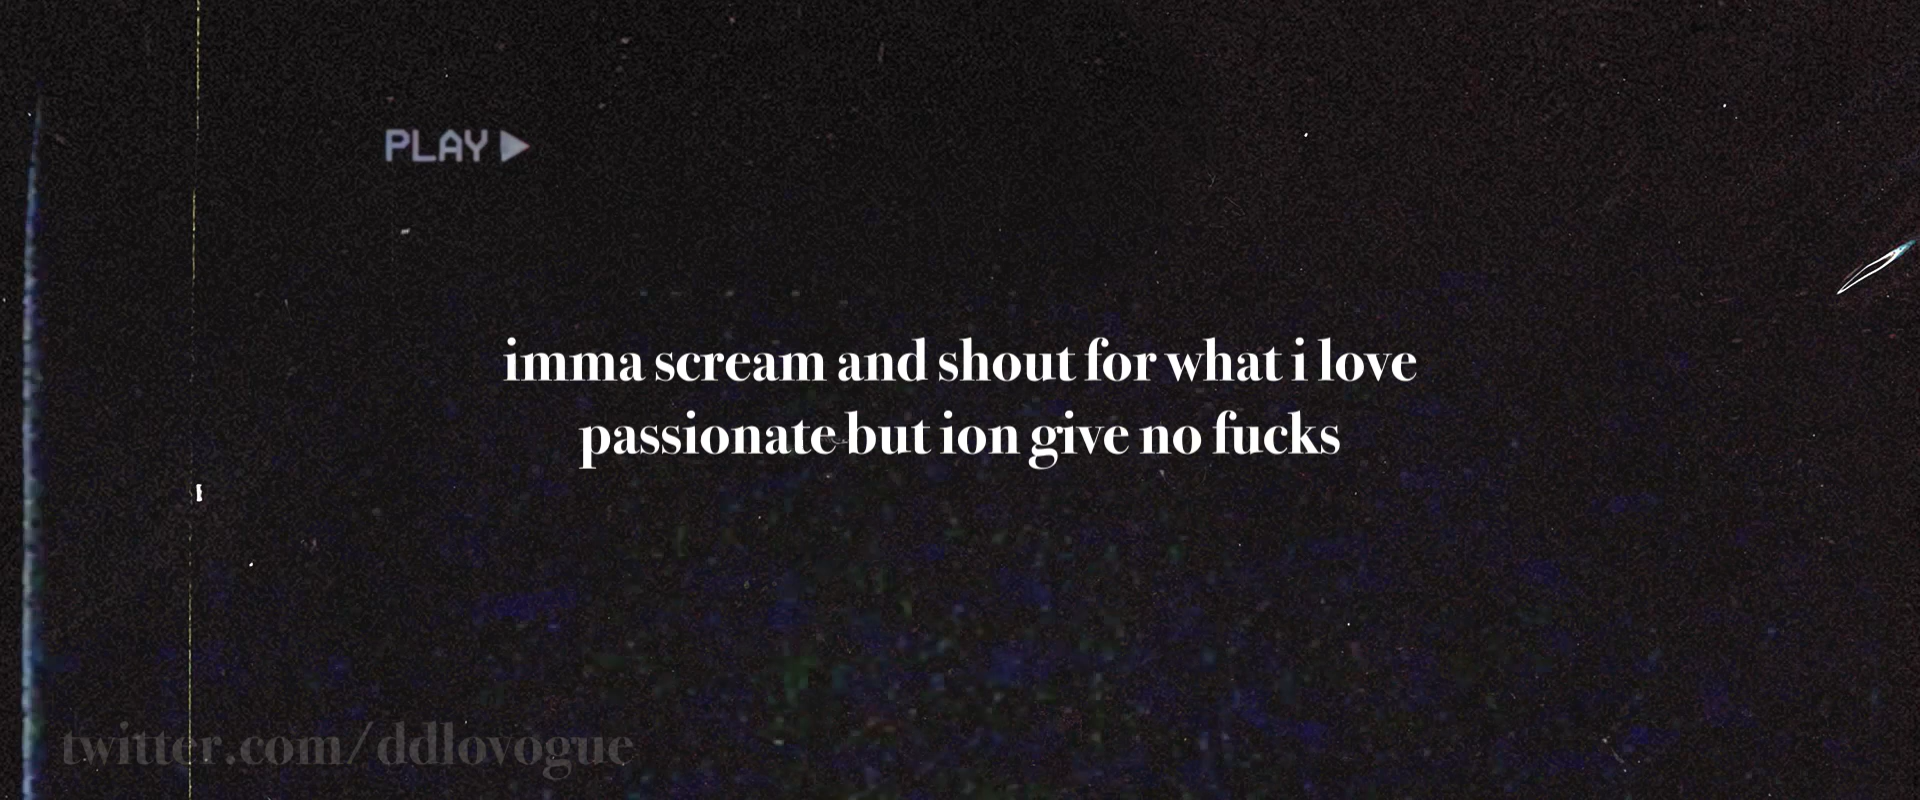 PLAY
imma scream and shout for what i love
passionate but ion give no fucks
twitter.com/ddlovogue